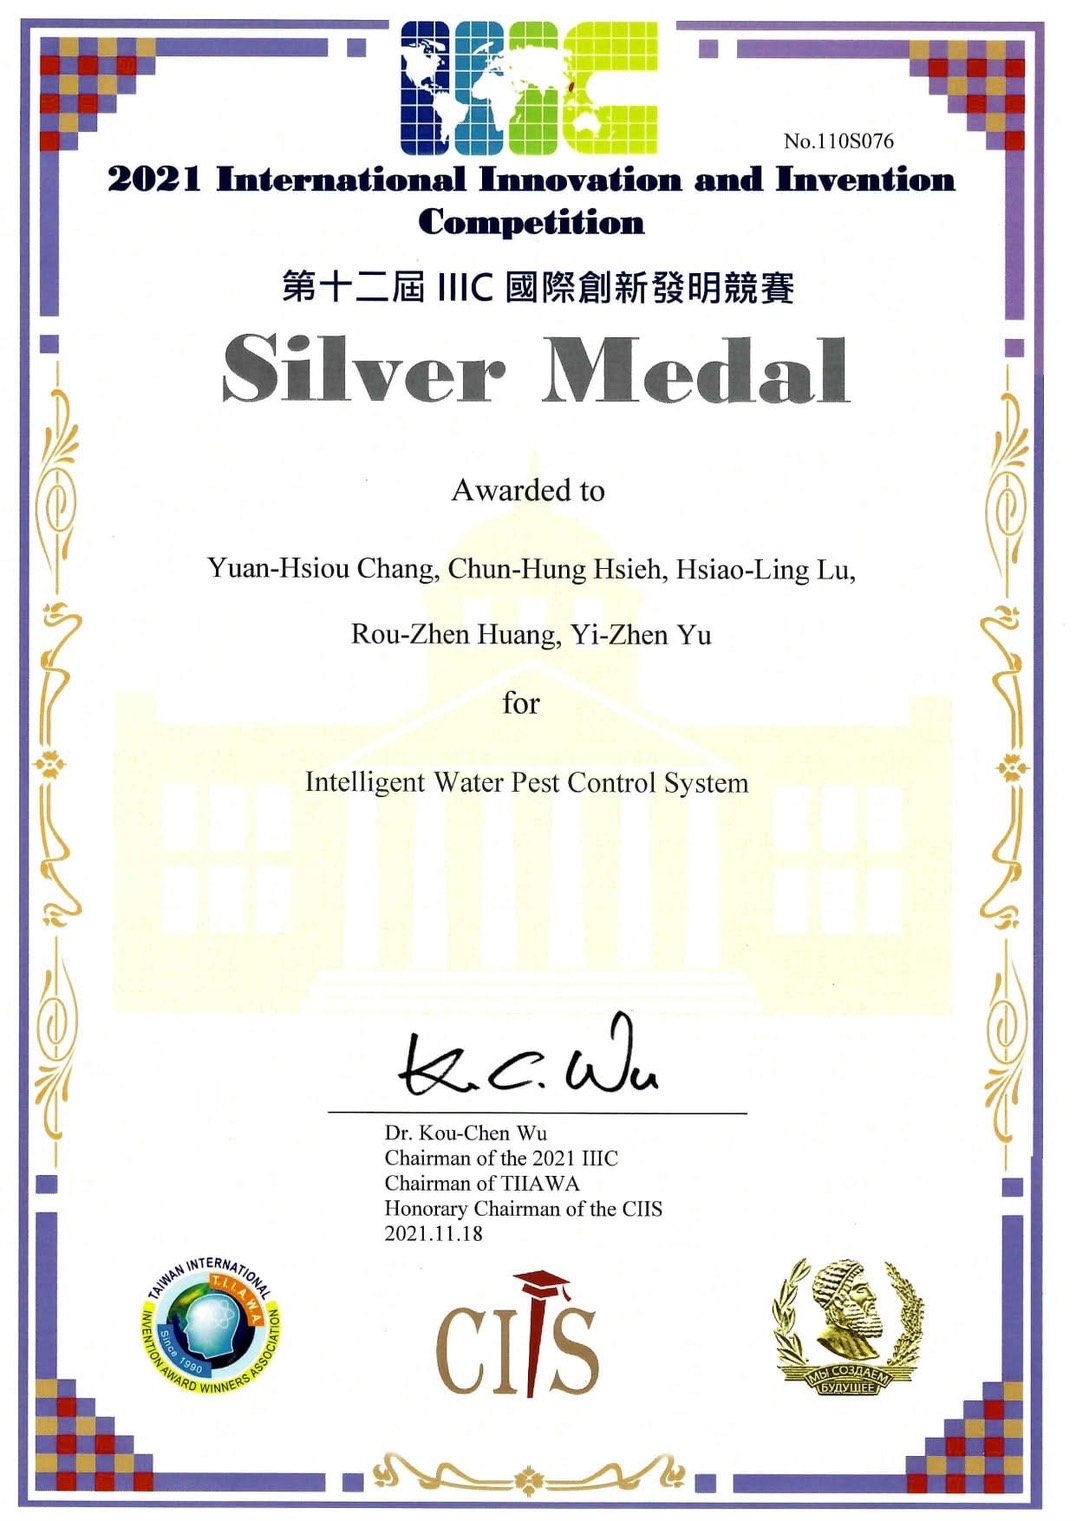 IIIC
No.110S076
2021 International Innovation and Invention
Competition
第十二屆 IIIC 國際創新發明競賽
Silver Medal
Awarded to
Yuan-Hsiou Chang, Chun-Hung Hsieh, Hsiao-Ling Lu,
Rou-Zhen Huang, Yi-Zhen Yu
for
Intelligent Water Pest Control System
K. C. Wu
Dr. Kou-Chen Wu
Chairman of the 2021 IIIC
Chairman of TIIAWA
Honorary Chairman of the CIIS
2021.11.18
TAIWAN INTERNATIONAL
T.I.I.A.W.A
Since 1990
INVENTION AWARD WINNERS ASSOCIATION
CIIS
МЫ СОЗДАЕМ
БУДУЩЕЕ